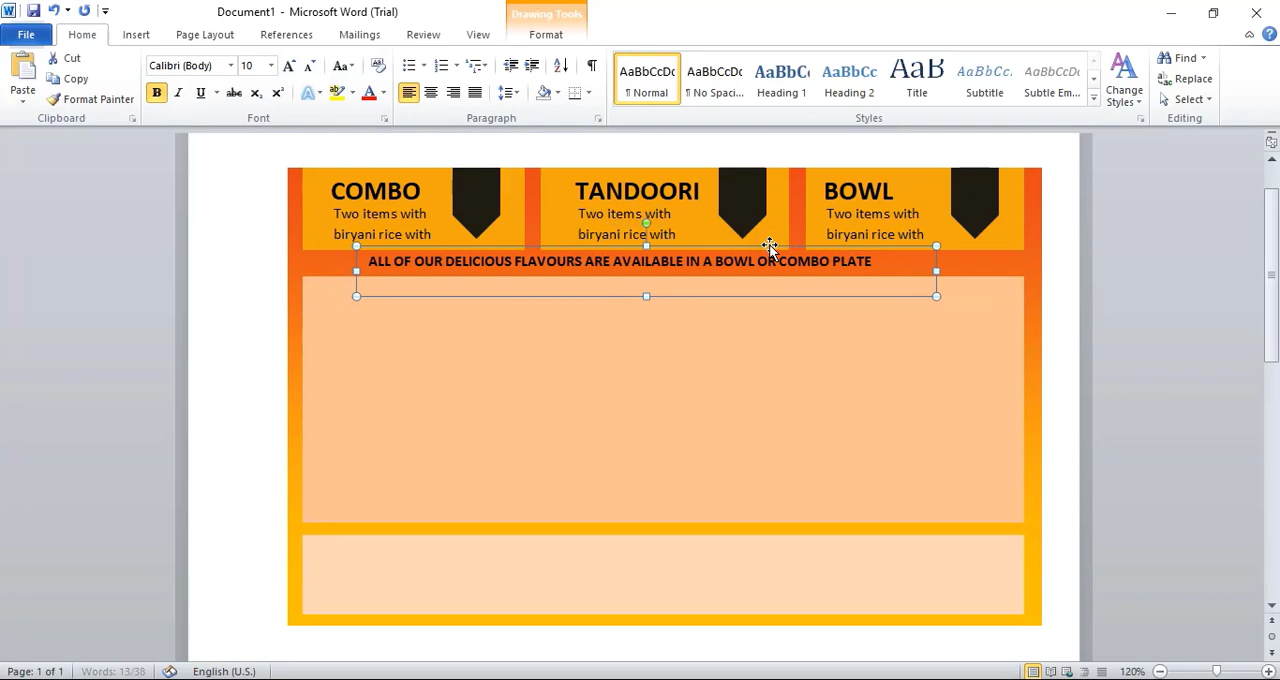 Document1 - Microsoft Word (Trial)
Drawing Tools
File Home Insert Page Layout References Mailings Review View Format
Paste
Cut
Copy
Format Painter
Clipboard
Calibri (Body) 10
Font
Paragraph
AaBbCcDc AaBbCcDc AaBbC AaBbCc AaB AaBbCc. AaBbCcDc
¶ Normal ¶ No Spaci... Heading 1 Heading 2 Title Subtitle Subtle Em...
Styles
Change
Styles
Find
Replace
Select
Editing
COMBO
Two items with
biryani rice with
TANDOORI
Two items with
biryani rice with
BOWL
Two items with
biryani rice with
ALL OF OUR DELICIOUS FLAVOURS ARE AVAILABLE IN A BOWL OR COMBO PLATE
Page: 1 of 1 Words: 13/38 English (U.S.) 120%